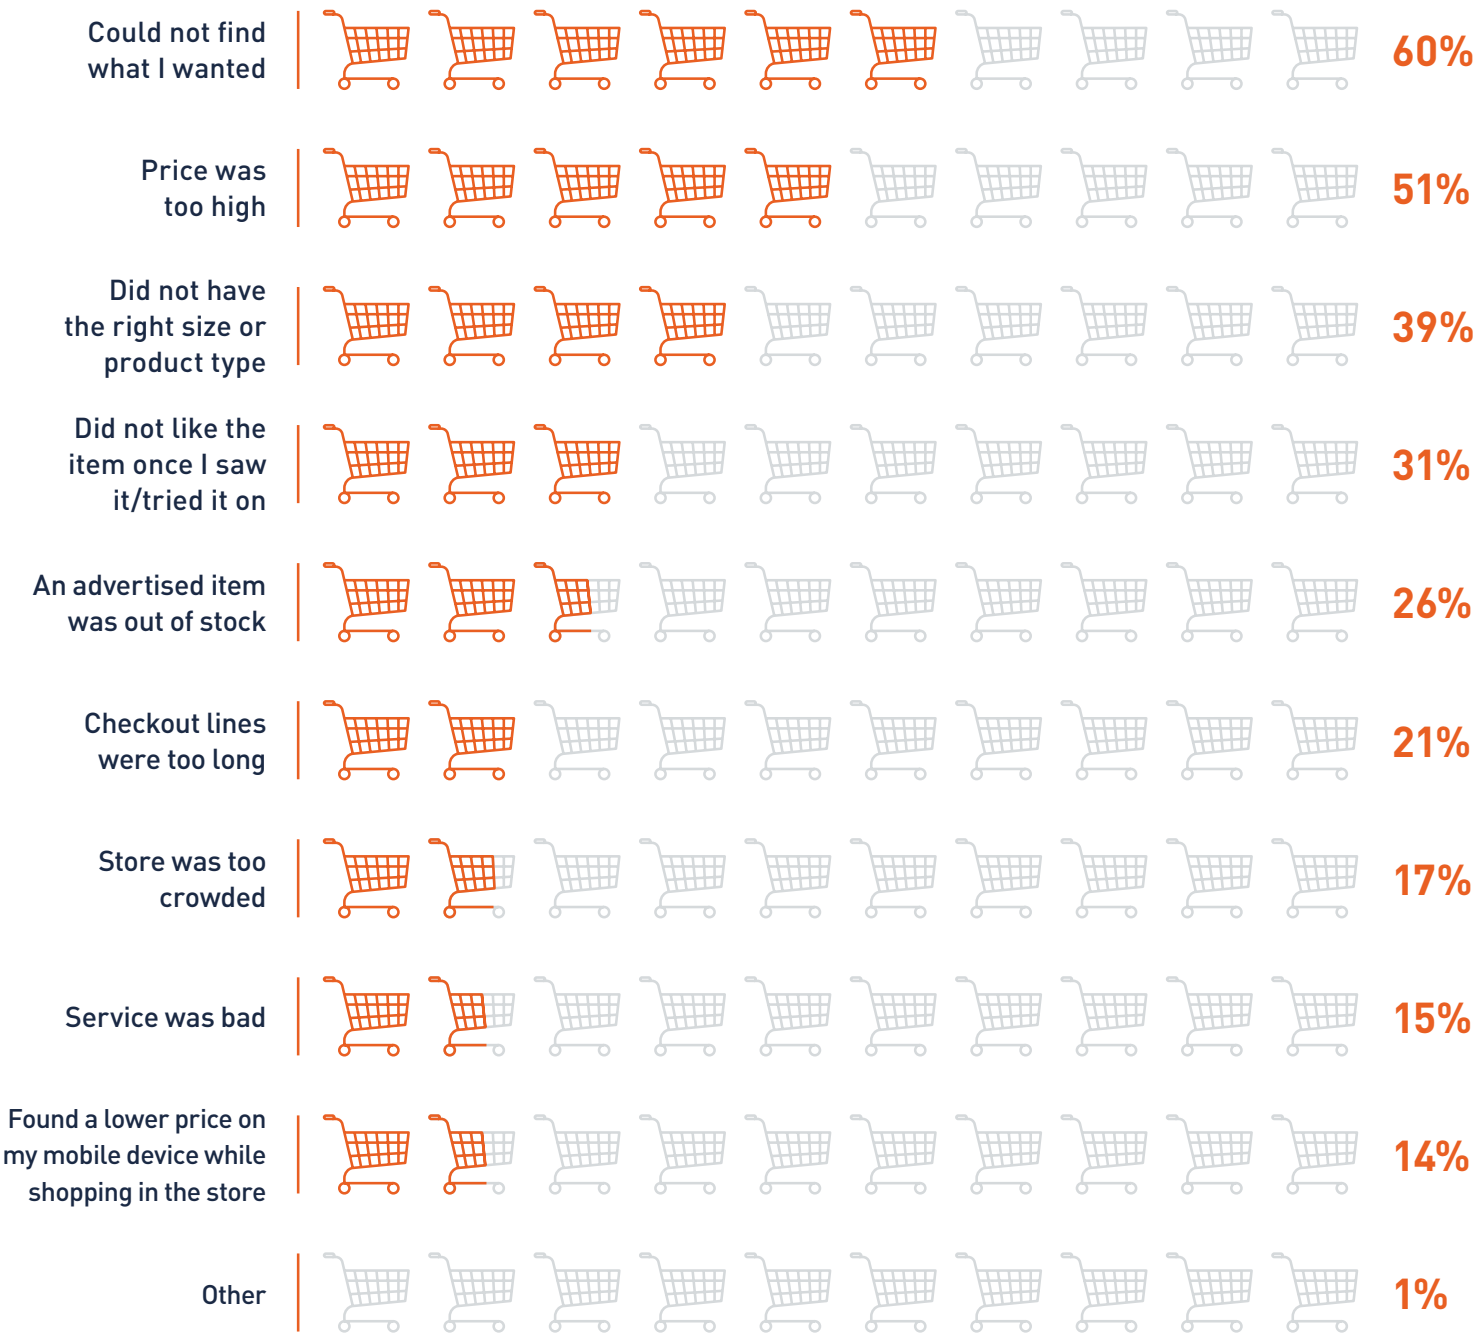 Could not find
what I wanted
60%
Price was
too high
51%
Did not have
the right size or
product type
39%
Did not like the
item once I saw
it/tried it on
31%
An advertised item
was out of stock
26%
Checkout lines
were too long
21%
Store was too
crowded
17%
Service was bad
15%
Found a lower price on
my mobile device while
shopping in the store
14%
Other
1%